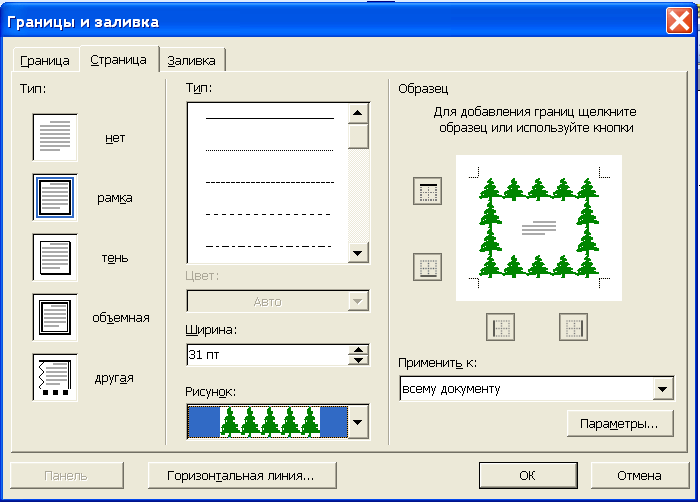 Границы и заливка
Граница
Страница
Заливка
Тип:
нет
рамка
тень
объемная
другая
Тип:
Цвет:
Авто
Ширина:
31 пт
Рисунок:
Образец
Для добавления границ щелкните
образец или используйте кнопки
Применить к:
всему документу
Параметры...
Панель
Горизонтальная линия...
ОК
Отмена